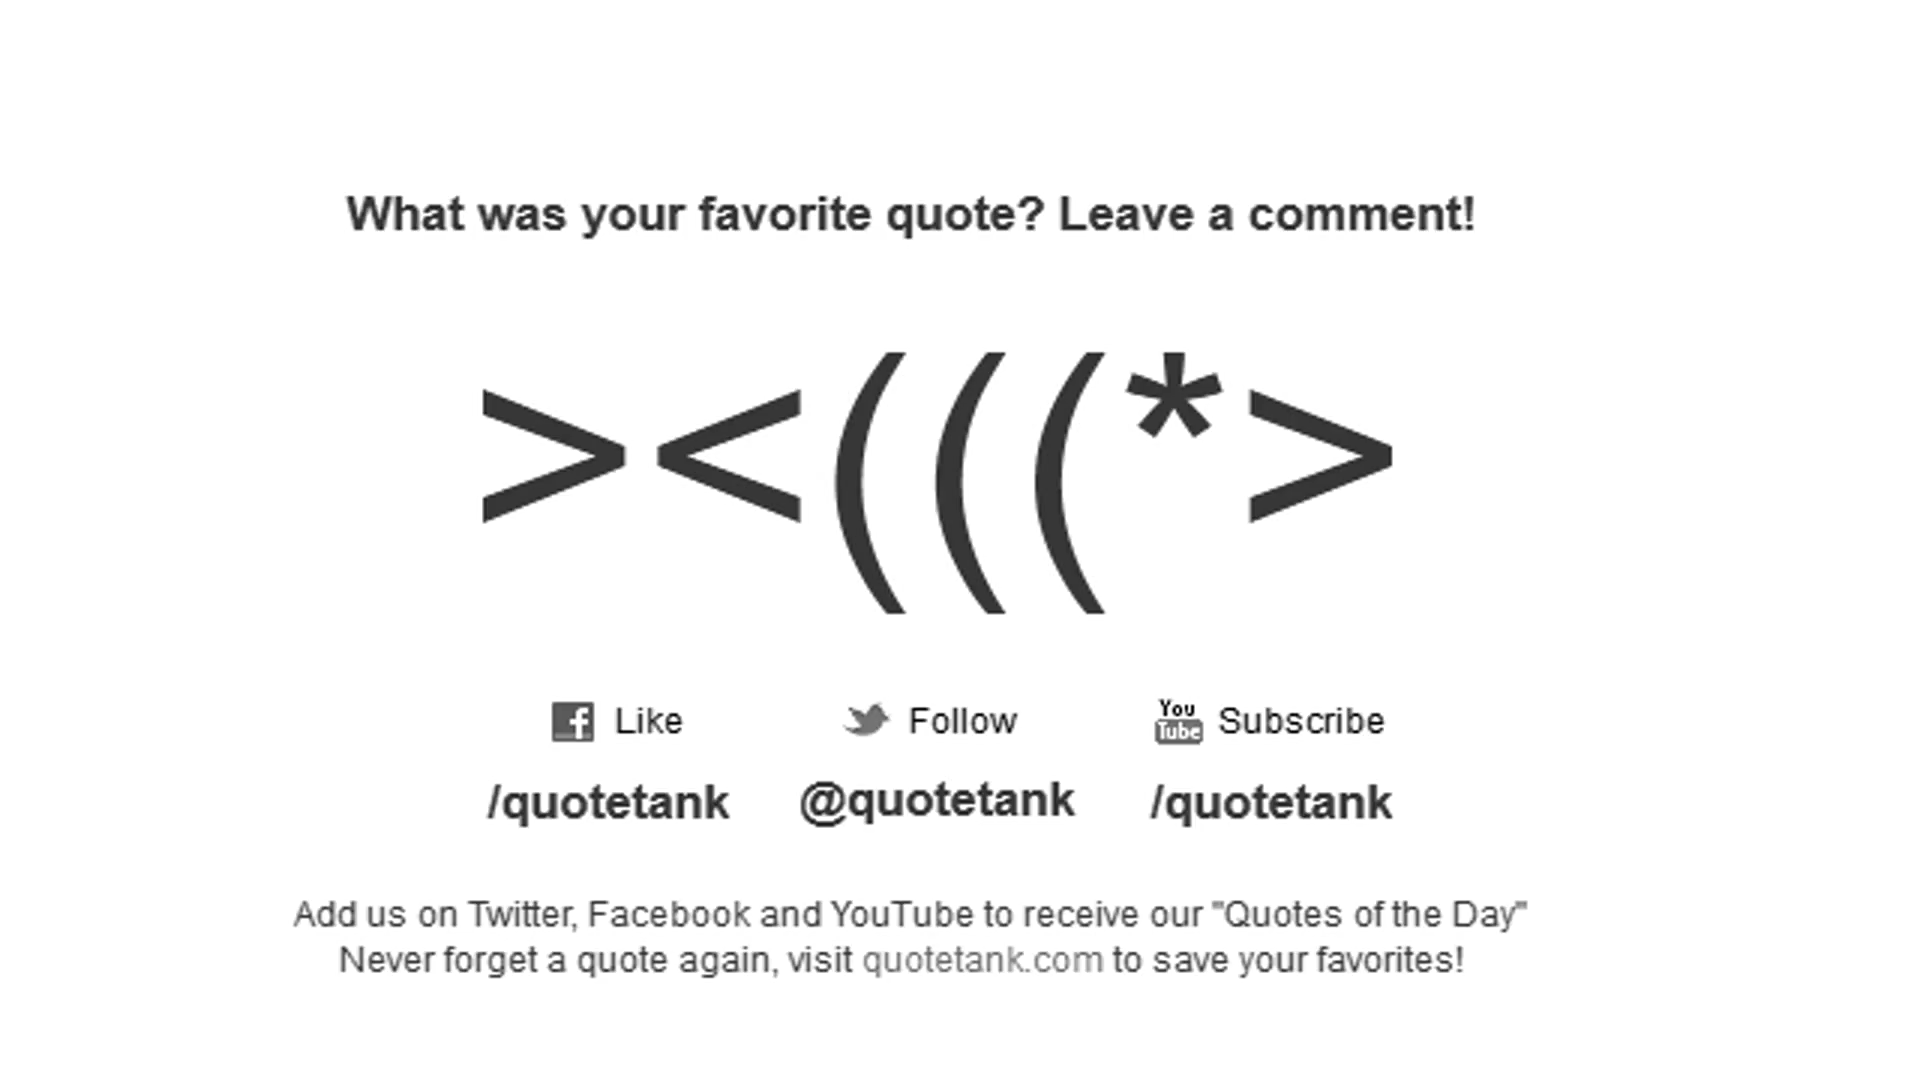 What was your favorite quote? Leave a comment!
><(((*>
f Like
Follow
You Tube Subscribe
/quotetank
@quotetank
/quotetank
Add us on Twitter, Facebook and YouTube to receive our "Quotes of the Day"
Never forget a quote again, visit quotetank.com to save your favorites!